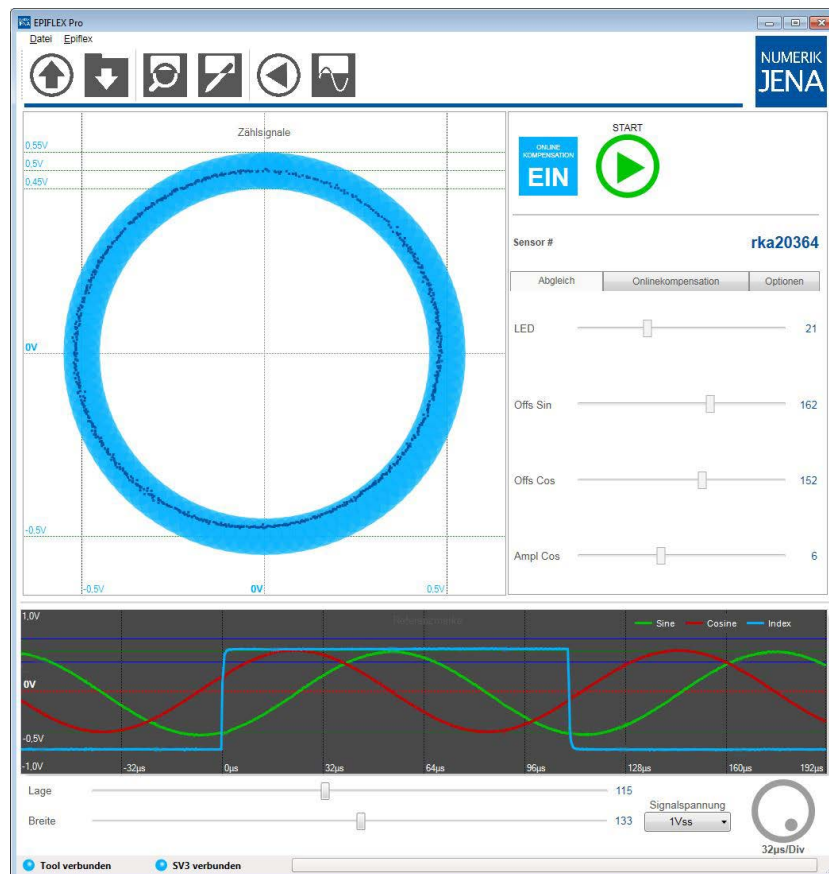 EPIFLEX Pro
Datei Epiflex
NUMERIK
JENA
Zählsignale
0,55V
0,5V
0,45V
0V
-0,5V
-0,5V 0V 0,5V
START
ONLINE
KOMPENSATION
EIN
Sensor # rka20364
Abgleich Onlinekompensation Optionen
LED 21
Offs Sin 162
Offs Cos 152
Ampl Cos 6
1,0V
Sine Cosine Index
0V
-0,5V
-1,0V -32µs 0µs 32µs 64µs 96µs 128µs 160µs 192µs
Lage 115
Breite 133
Signalspannung
1Vss
32µs/Div
Tool verbunden SV3 verbunden